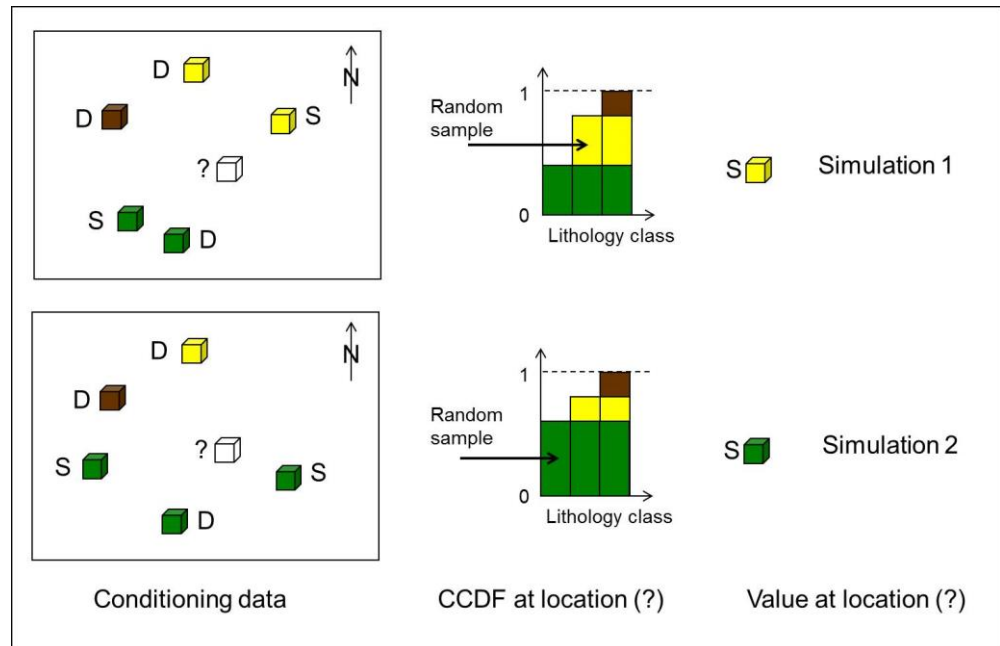 D
N
D
S
?
S
D
1
Random
sample
0
Lithology class
S
Simulation 1
D
N
D
S
?
S
D
1
Random
sample
0
Lithology class
S
Simulation 2
Conditioning data
CCDF at location (?)
Value at location (?)